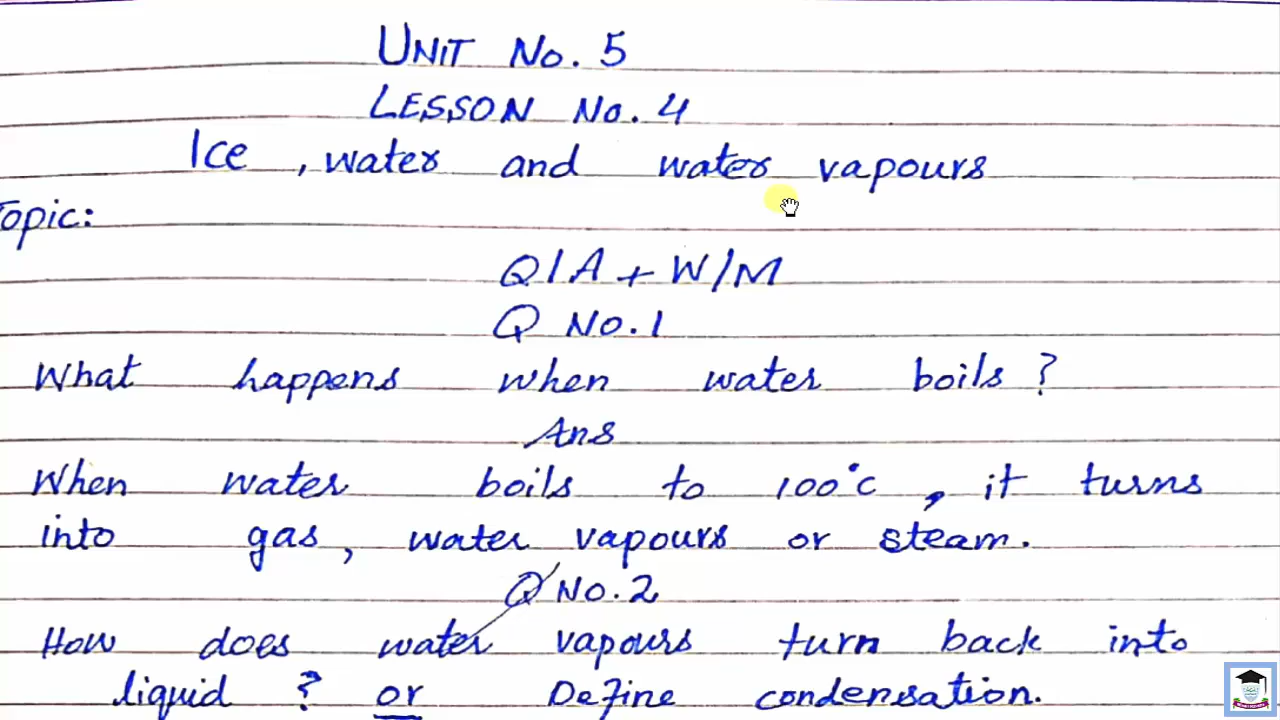 UNIT No. 5
LESSON No. 4
Ice , water and water vapours
Topic:
Q/A + W/M
Q No. 1
What happens when water boils ?
Ans
When water boils to 100°C , it turns
into gas, water vapours or steam.
Q No. 2
How does water vapours turn back into
liquid ? or Define condensation.